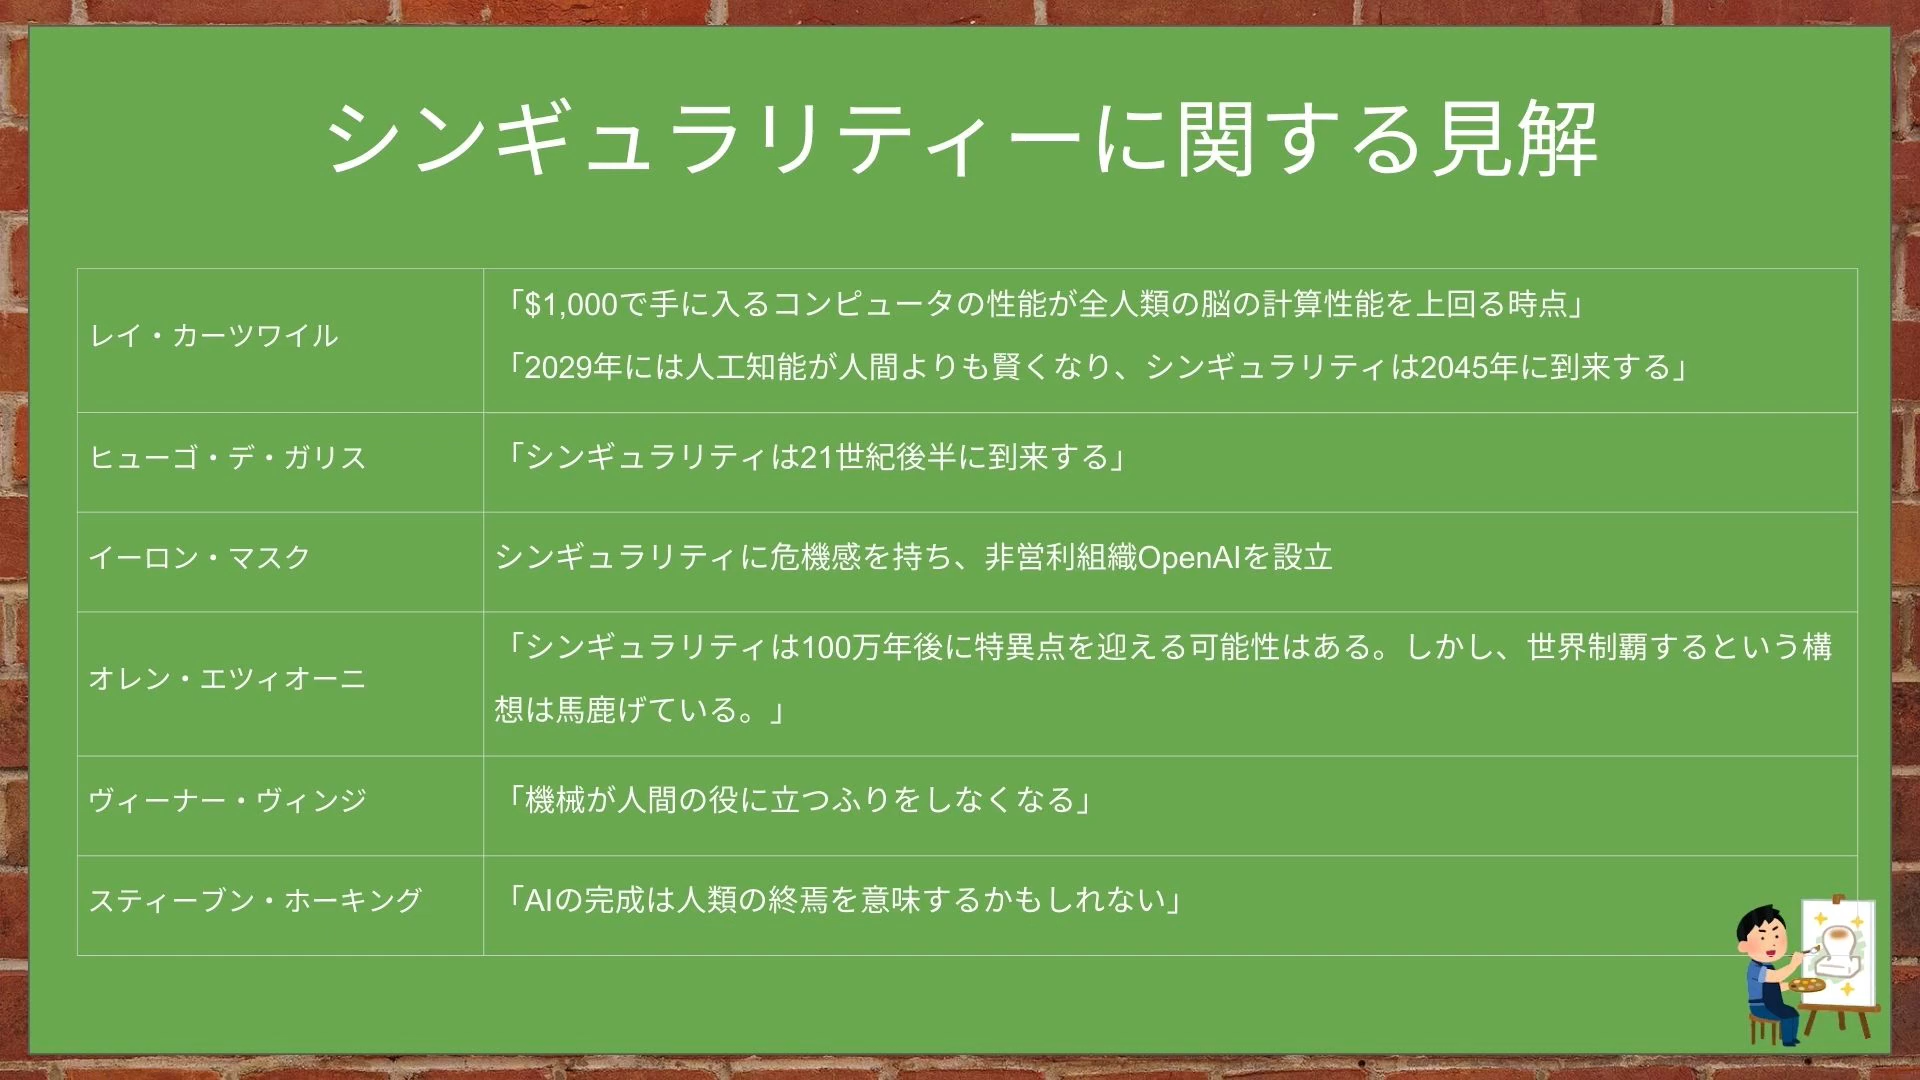 シンギュラリティーに関する見解
レイ・カーツワイル
「$1,000で手に入るコンピュータの性能が全人類の脳の計算性能を上回る時点」
「2029年には人工知能が人間よりも賢くなり、シンギュラリティは2045年に到来する」
ヒューゴ・デ・ガリス
「シンギュラリティは21世紀後半に到来する」
イーロン・マスク
シンギュラリティに危機感を持ち、非営利組織OpenAIを設立
オレン・エツィオーニ
「シンギュラリティは100万年後に特異点を迎える可能性はある。しかし、世界制覇するという構
想は馬鹿げている。」
ヴィーナー・ヴィンジ
「機械が人間の役に立つふりをしなくなる」
スティーブン・ホーキング
「AIの完成は人類の終焉を意味するかもしれない」